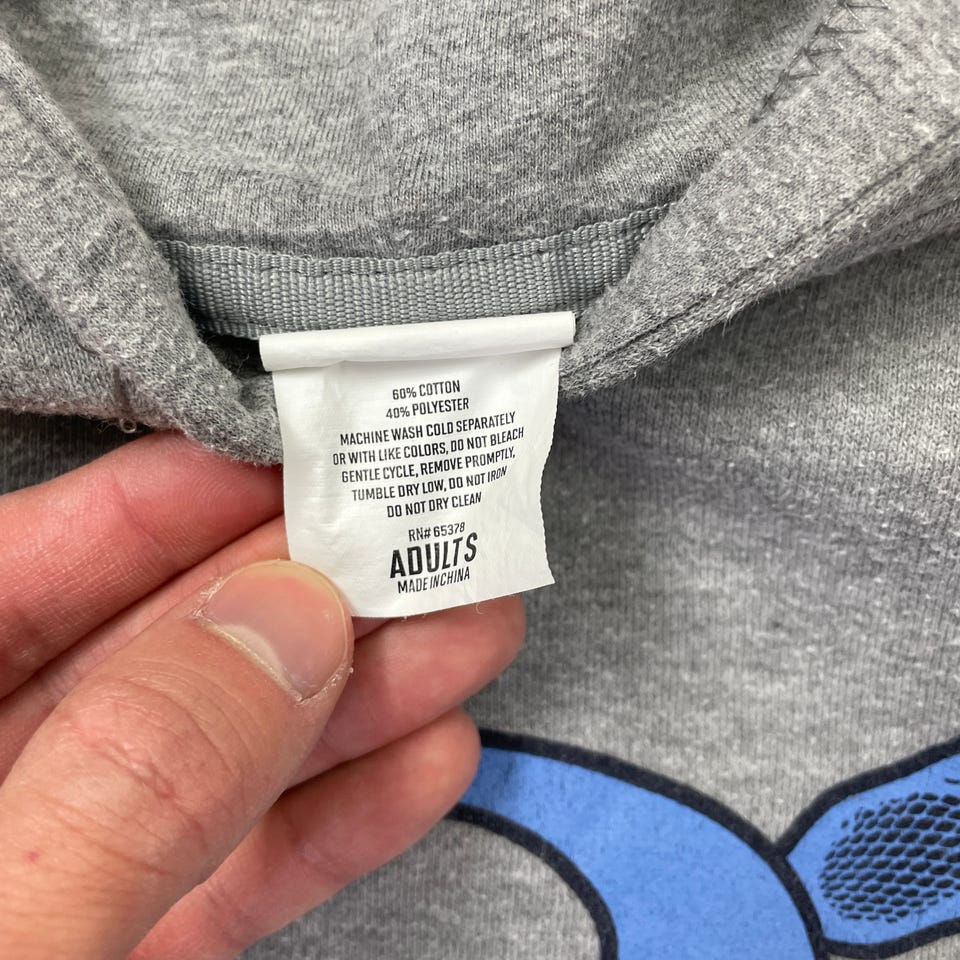 60% COTTON
40% POLYESTER
MACHINE WASH COLD SEPARATELY
OR WITH LIKE COLORS, DO NOT BLEACH
GENTLE CYCLE, REMOVE PROMPTLY,
TUMBLE DRY LOW, DO NOT IRON
DO NOT DRY CLEAN
RN# 65378
ADULTS
MADE IN CHINA